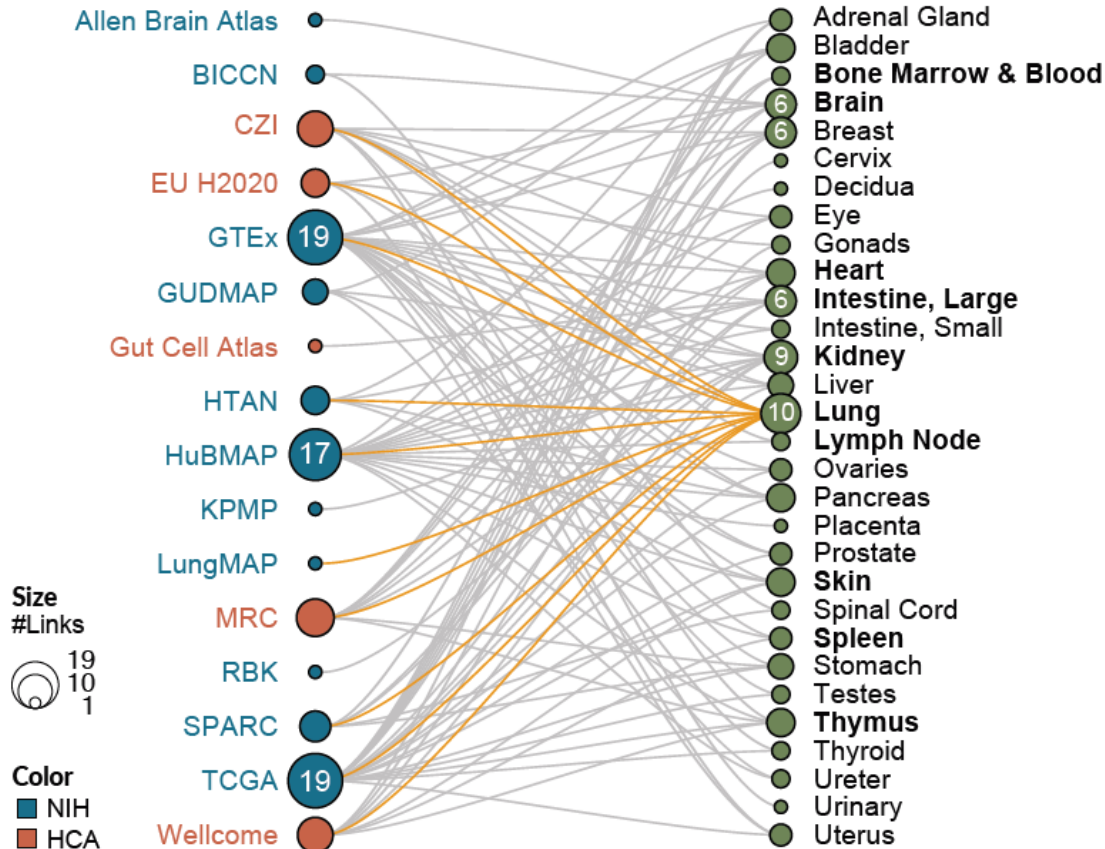 Allen Brain Atlas
BICCN
CZI
EU H2020
GTEx
19
GUDMAP
Gut Cell Atlas
HTAN
HuBMAP
17
KPMP
LungMAP
MRC
RBK
SPARC
TCGA
19
Wellcome
Size
#Links
19
10
1
Color
NIH
HCA
Adrenal Gland
Bladder
Bone Marrow & Blood
6 Brain
6 Breast
Cervix
Decidua
Eye
Gonads
Heart
6 Intestine, Large
Intestine, Small
9 Kidney
Liver
10 Lung
Lymph Node
Ovaries
Pancreas
Placenta
Prostate
Skin
Spinal Cord
Spleen
Stomach
Testes
Thymus
Thyroid
Ureter
Urinary
Uterus